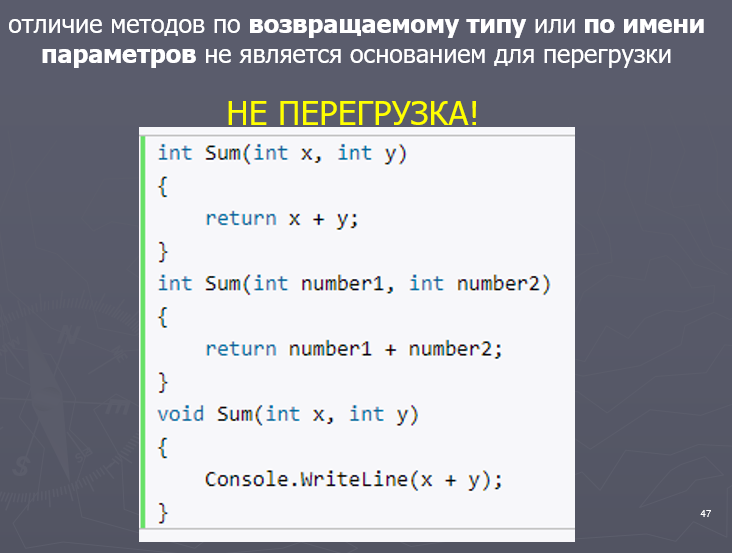 отличие методов по возвращаемому типу или по имени
параметров не является основанием для перегрузки
НЕ ПЕРЕГРУЗКА!
int Sum(int x, int y)
{
    return x + y;
}
int Sum(int number1, int number2)
{
    return number1 + number2;
}
void Sum(int x, int y)
{
    Console.WriteLine(x + y);
}
47